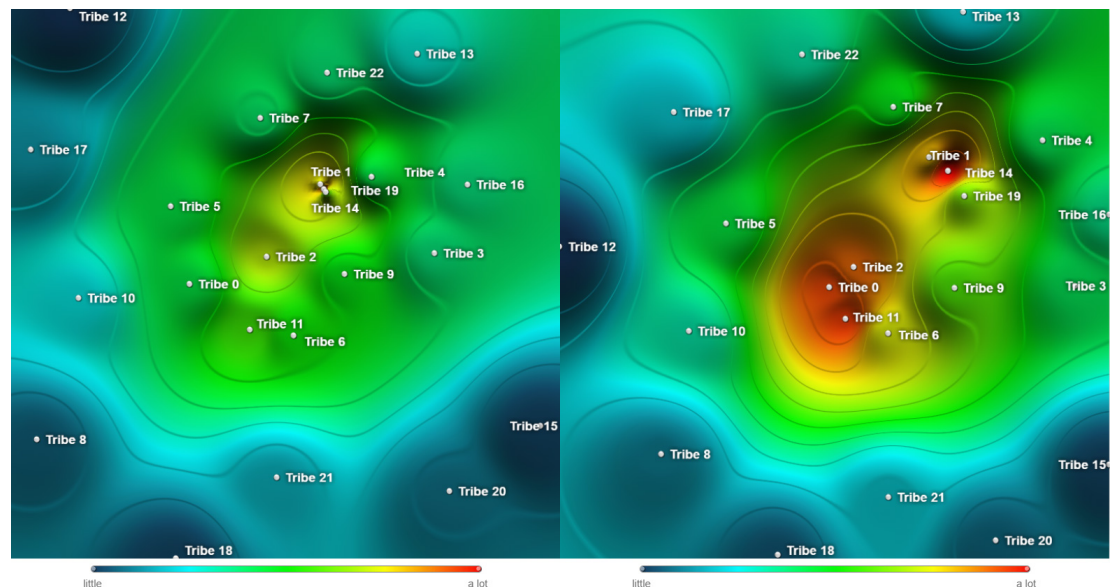 Tribe 12
Tribe 13
Tribe 22
Tribe 7
Tribe 17
Tribe 1
Tribe 4
Tribe 19
Tribe 16
Tribe 14
Tribe 5
Tribe 2
Tribe 3
Tribe 9
Tribe 0
Tribe 10
Tribe 11
Tribe 6
Tribe 15
Tribe 8
Tribe 21
Tribe 20
Tribe 18
little
a lot
Tribe 13
Tribe 22
Tribe 7
Tribe 17
Tribe 4
Tribe 1
Tribe 14
Tribe 19
Tribe 16
Tribe 5
Tribe 12
Tribe 2
Tribe 0
Tribe 9
Tribe 3
Tribe 11
Tribe 10
Tribe 6
Tribe 8
Tribe 15
Tribe 21
Tribe 20
Tribe 18
little
a lot